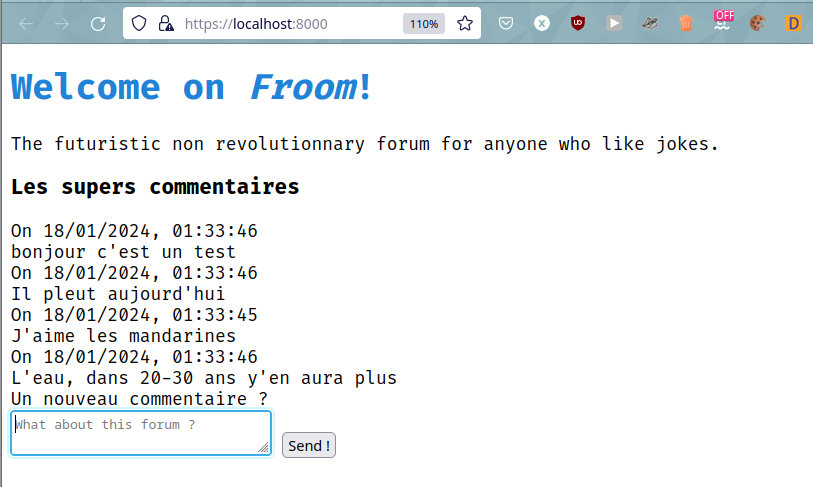 https://localhost:8000
110%
OFF
Welcome on Froom!
The futuristic non revolutionnary forum for anyone who like jokes.
Les supers commentaires
On 18/01/2024, 01:33:46
bonjour c'est un test
On 18/01/2024, 01:33:46
Il pleut aujourd'hui
On 18/01/2024, 01:33:45
J'aime les mandarines
On 18/01/2024, 01:33:46
L'eau, dans 20-30 ans y'en aura plus
Un nouveau commentaire ?
What about this forum ?
Send !